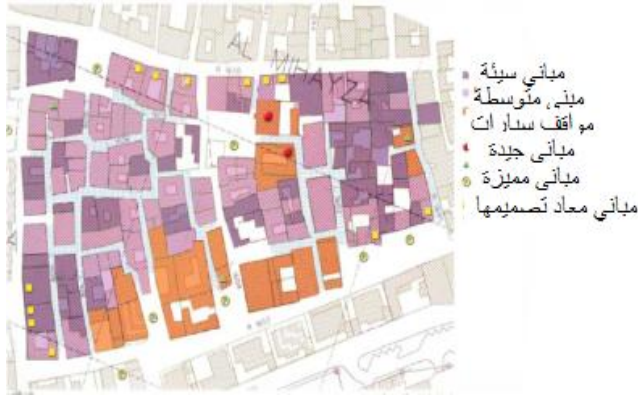 AL MIHAYZA
مباني سيئة
مبنى متوسطة
مواقف سيارات
مباني جيدة
مباني مميزة
مباني معاد تصميمها